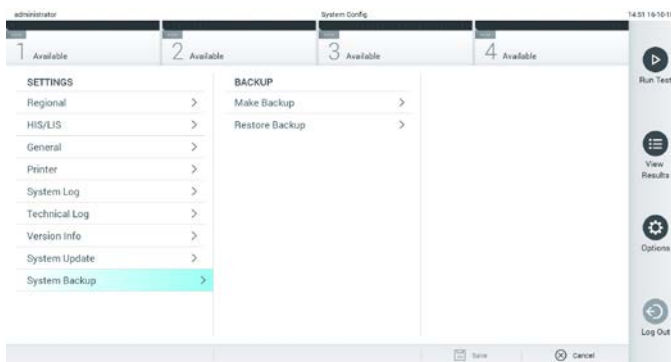 administrator System Config 14:51 16-10-1
1 Available 2 Available 3 Available 4 Available
SETTINGS
Regional
HIS/LIS
General
Printer
System Log
Technical Log
Version Info
System Update
System Backup
BACKUP
Make Backup
Restore Backup
Run Test
View
Results
Options
Log Out
Save Cancel